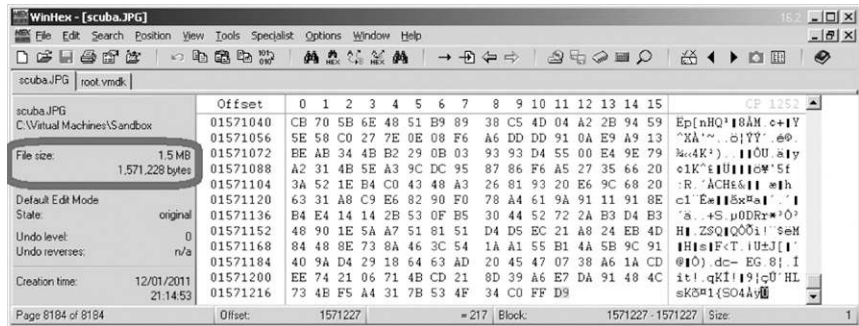 WinHex - [scuba.JPG]
16.2
File Edit Search Position View Tools Specialist Options Window Help
scuba.JPG root.vmdk
Offset 0 1 2 3 4 5 6 7 8 9 10 11 12 13 14 15 CP 1252
scuba.JPG
C:\Virtual Machines\Sandbox
File size: 1.5 MB
1,571,228 bytes
Default Edit Mode
State: original
Undo level: 0
Undo reverses: n/a
Creation time: 12/01/2011
21:14:53
01571040 CB 70 5B 6E 48 51 B9 89 38 C5 4D 04 A2 2B 94 59
01571056 5E 58 C0 27 7E 0E 08 F6 A6 DD DD 91 0A E9 A9 13
01571072 BE AB 34 4B B2 29 0B 03 93 93 D4 55 00 E4 9E 79
01571088 A2 31 4B 5E A3 9C DC 95 87 86 F6 A5 27 35 66 20
01571104 3A 52 1E B4 C0 43 48 A3 26 81 93 20 E6 9C 68 20
01571120 63 31 A8 C9 E6 82 90 F0 78 A4 61 9A 91 11 91 8E
01571136 B4 E4 14 14 2B 53 0F B5 30 44 52 72 2A B3 D4 B3
01571152 48 90 1E 5A A7 51 81 51 D4 D5 EC 21 A8 24 EB 4D
01571168 84 48 8E 73 8A 46 3C 54 1A A1 55 B1 4A 5B 9C 91
01571184 40 9A D4 29 18 64 63 AD 20 45 47 07 38 A6 1A CD
01571200 EE 74 21 06 71 4B CD 21 8D 39 A6 E7 DA 91 48 4C
01571216 73 4B F5 A4 31 7B 53 4F 34 C0 FF D9
Page 8184 of 8184 Offset: 1571227 = 217 Block: 1571227 - 1571227 Size: 1